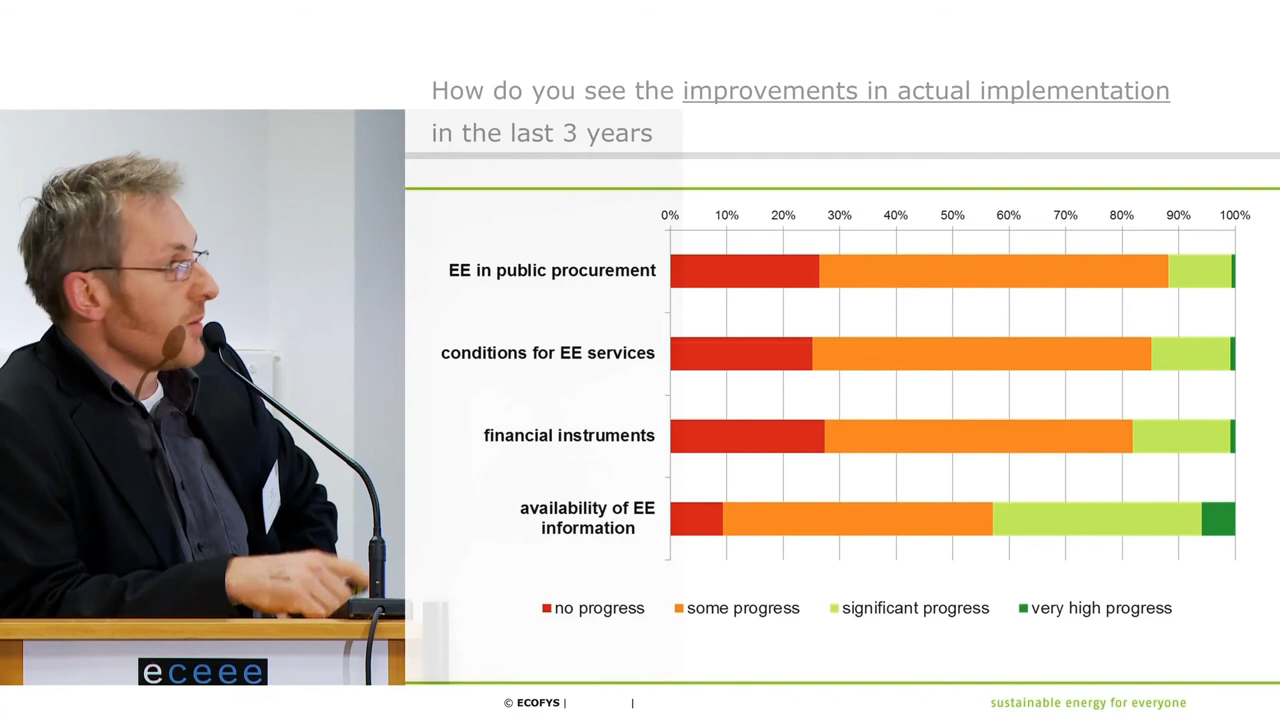 How do you see the improvements in actual implementation
in the last 3 years
0% 10% 20% 30% 40% 50% 60% 70% 80% 90% 100%
EE in public procurement
conditions for EE services
financial instruments
availability of EE
information
no progress some progress significant progress very high progress
eceee
© ECOFYS | |
sustainable energy for everyone